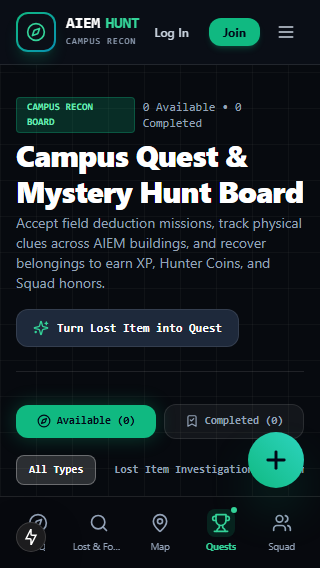 AIEM HUNT
CAMPUS RECON
Log In
Join
CAMPUS RECON
BOARD
0 Available • 0
Completed
Campus Quest &
Mystery Hunt Board
Accept field deduction missions, track physical
clues across AIEM buildings, and recover
belongings to earn XP, Hunter Coins, and
Squad honors.
Turn Lost Item into Quest
Available (0)
Completed (0)
All Types
Lost Item Investigation
Lost & Fo...
Map
Quests
Squad